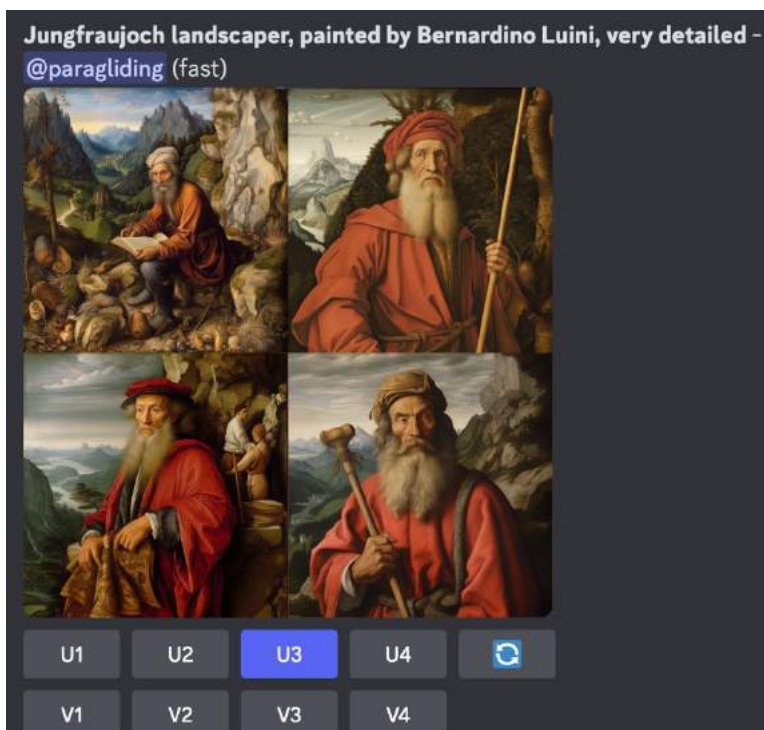 Jungfraujoch landscaper, painted by Bernardino Luini, very detailed -
@paragliding (fast)
U1 U2 U3 U4
V1 V2 V3 V4